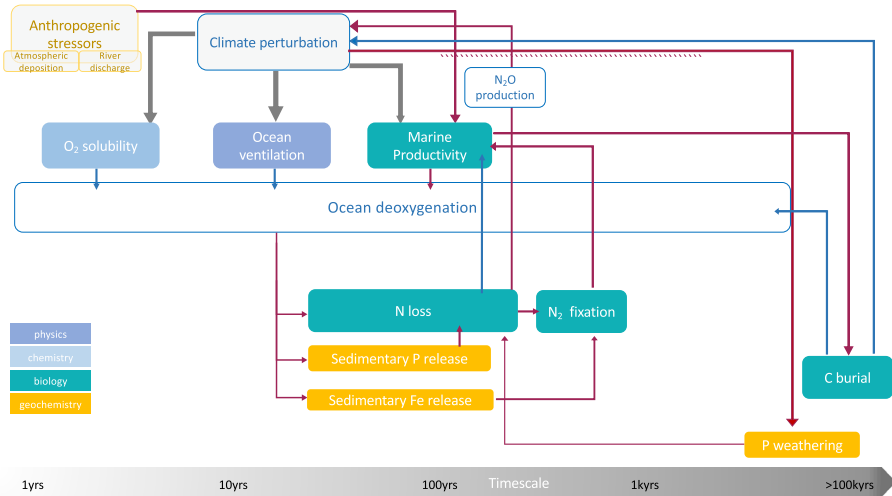 Anthropogenic
stressors
Atmospheric
deposition
River
discharge
Climate perturbation
N₂O
production
O₂ solubility
Ocean
ventilation
Marine
Productivity
Ocean deoxygenation
N loss
N₂ fixation
Sedimentary P release
Sedimentary Fe release
C burial
P weathering
physics
chemistry
biology
geochemistry
1yrs
10yrs
100yrs
Timescale
1kyrs
>100kyrs